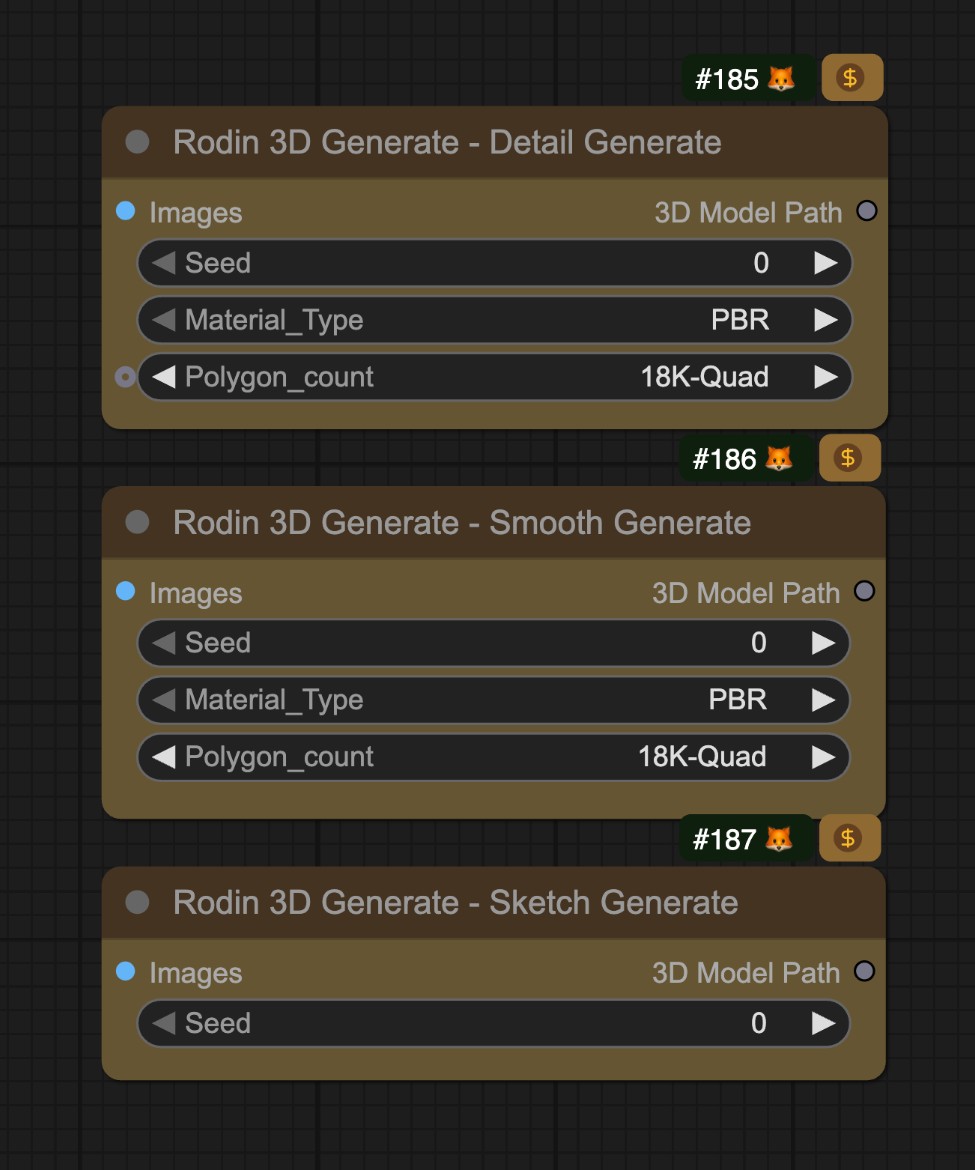 #185 🦊 $
Rodin 3D Generate - Detail Generate
Images 3D Model Path
Seed 0
Material_Type PBR
Polygon_count 18K-Quad
#186 🦊 $
Rodin 3D Generate - Smooth Generate
Images 3D Model Path
Seed 0
Material_Type PBR
Polygon_count 18K-Quad
#187 🦊 $
Rodin 3D Generate - Sketch Generate
Images 3D Model Path
Seed 0